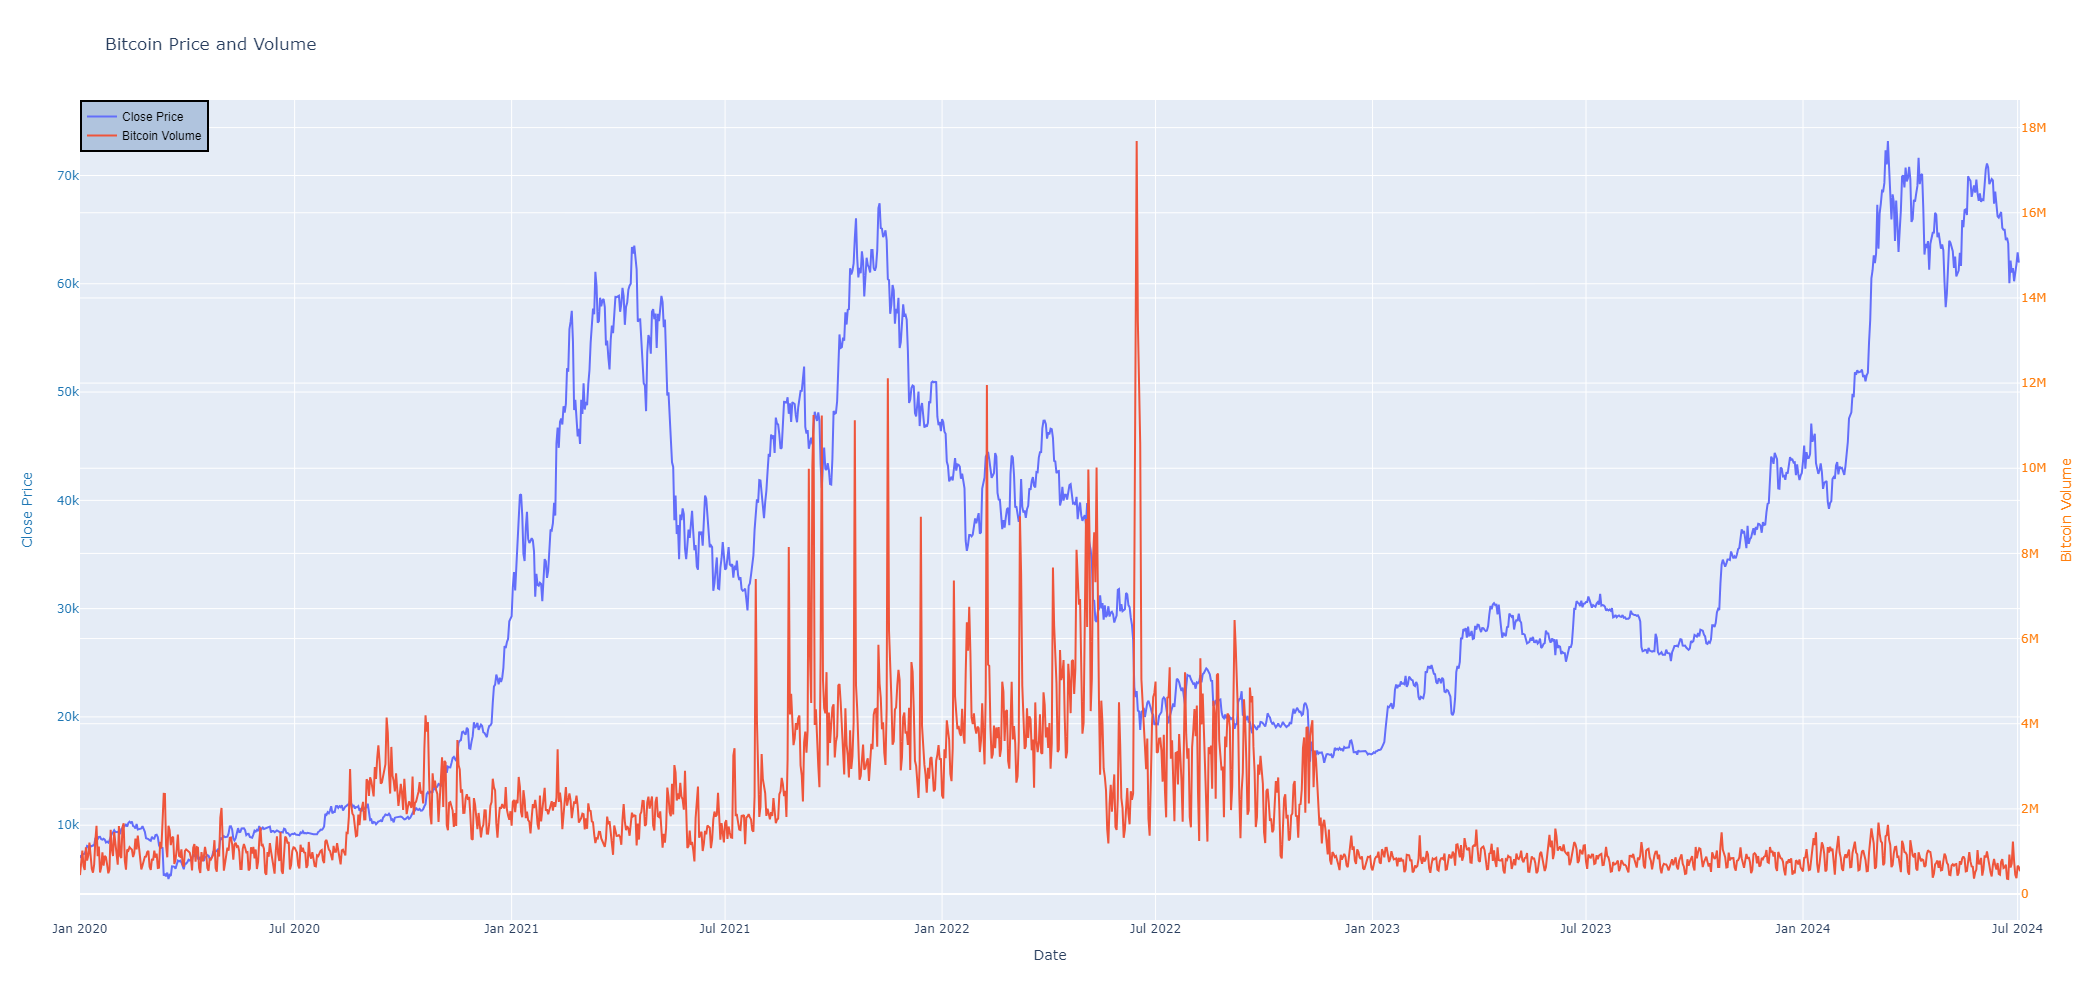 Bitcoin Price and Volume
Close Price
Bitcoin Volume
70k
60k
50k
40k
30k
20k
10k
Close Price
18M
16M
14M
12M
10M
8M
6M
4M
2M
0
Bitcoin Volume
Jan 2020 Jul 2020 Jan 2021 Jul 2021 Jan 2022 Jul 2022 Jan 2023 Jul 2023 Jan 2024 Jul 2024
Date